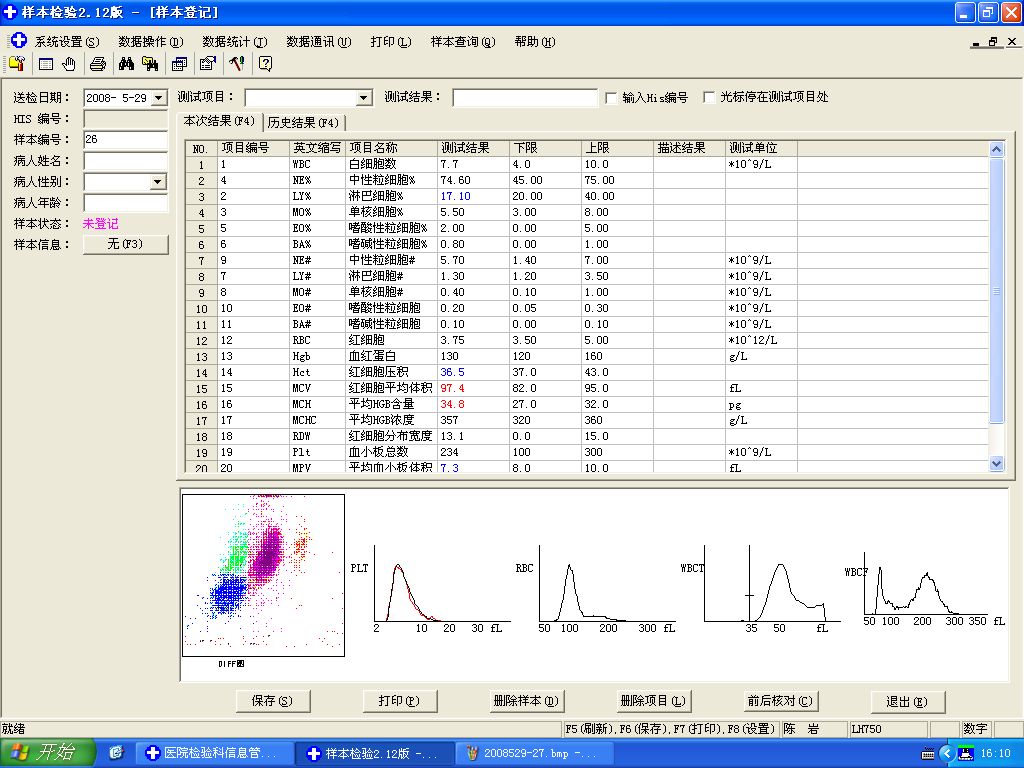 样本检验2.12版 - [样本登记]
系统设置(S) 数据操作(D) 数据统计(T) 数据通讯(U) 打印(L) 样本查询(Q) 帮助(H)
送检日期: 2008- 5-29 测试项目: 测试结果: 输入His编号 光标停在测试项目处
HIS 编号:
样本编号: 26
病人姓名:
病人性别:
病人年龄:
样本状态: 未登记
样本信息: 无(F3)
本次结果(F4) 历史结果(F4)
NO. 项目编号 英文缩写 项目名称 测试结果 下限 上限 描述结果 测试单位
1 1 WBC 白细胞数 7.7 4.0 10.0 *10^9/L
2 4 NE% 中性粒细胞% 74.60 45.00 75.00
3 2 LY% 淋巴细胞% 17.10 20.00 40.00
4 3 MO% 单核细胞% 5.50 3.00 8.00
5 5 EO% 嗜酸性粒细胞% 2.00 0.00 5.00
6 6 BA% 嗜碱性粒细胞% 0.80 0.00 1.00
7 9 NE# 中性粒细胞# 5.70 1.40 7.00 *10^9/L
8 7 LY# 淋巴细胞# 1.30 1.20 3.50 *10^9/L
9 8 MO# 单核细胞# 0.40 0.10 1.00 *10^9/L
10 10 EO# 嗜酸性粒细胞 0.20 0.05 0.30 *10^9/L
11 11 BA# 嗜碱性粒细胞 0.10 0.00 0.10 *10^9/L
12 12 RBC 红细胞 3.75 3.50 5.00 *10^12/L
13 13 Hgb 血红蛋白 130 120 160 g/L
14 14 Hct 红细胞压积 36.5 37.0 43.0
15 15 MCV 红细胞平均体积 97.4 82.0 95.0 fL
16 16 MCH 平均HGB含量 34.8 27.0 32.0 pg
17 17 MCHC 平均HGB浓度 357 320 360 g/L
18 18 RDW 红细胞分布宽度 13.1 0.0 15.0
19 19 Plt 血小板总数 234 100 300 *10^9/L
20 20 MPV 平均血小板体积 7.3 8.0 10.0 fL
DIFF图
PLT 2 10 20 30 fL
RBC 50 100 200 300 fL
WBCT 35 50 fL
WBCF 50 100 200 300 350 fL
保存(S) 打印(P) 删除样本(D) 删除项目(L) 前后核对(C) 退出(E)
就绪 F5(刷新),F6(保存),F7(打印),F8(设置) 陈 岩 LH750 数字
开始 医院检验科信息管... 样本检验2.12版 -... 2008529-27.bmp -... 16:10